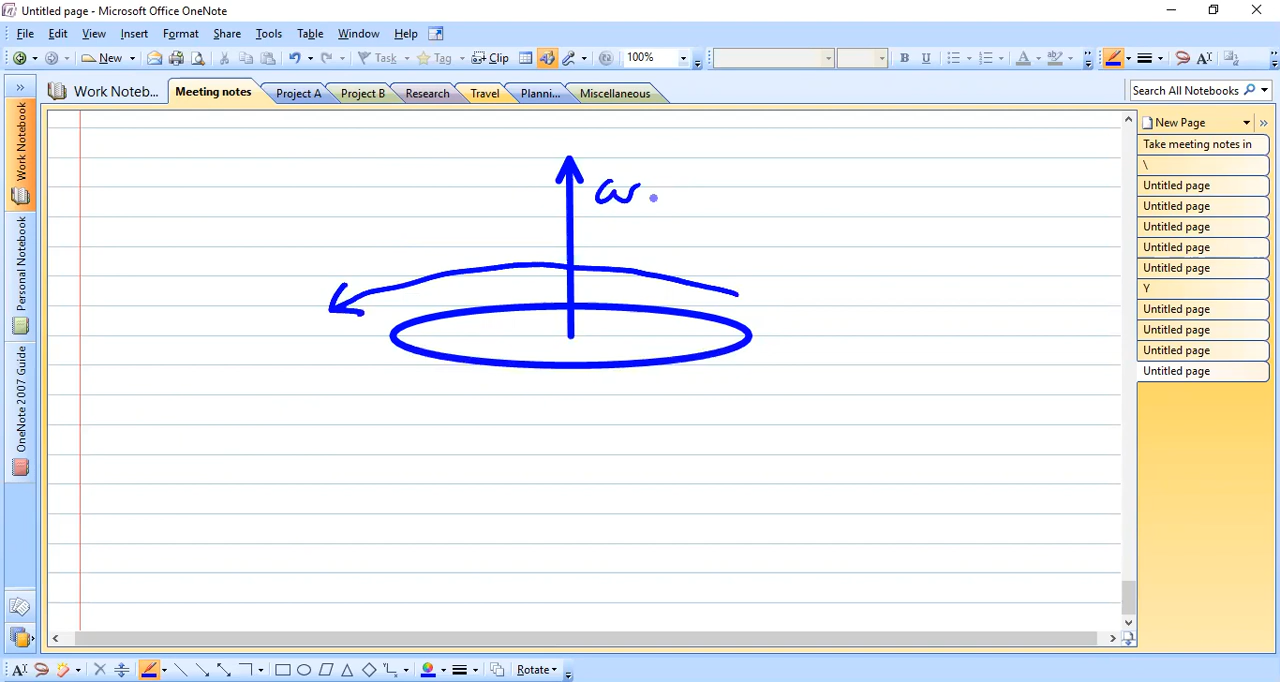 Untitled page - Microsoft Office OneNote
File Edit View Insert Format Share Tools Table Window Help
New Task Tag Clip 100% B U A ab
Work Noteb... Meeting notes Project A Project B Research Travel Planni... Miscellaneous Search All Notebooks
Work Notebook
Personal Notebook
OneNote 2007 Guide
ω
New Page
Take meeting notes in
\
Untitled page
Untitled page
Untitled page
Untitled page
Untitled page
Y
Untitled page
Untitled page
Untitled page
Untitled page
Rotate